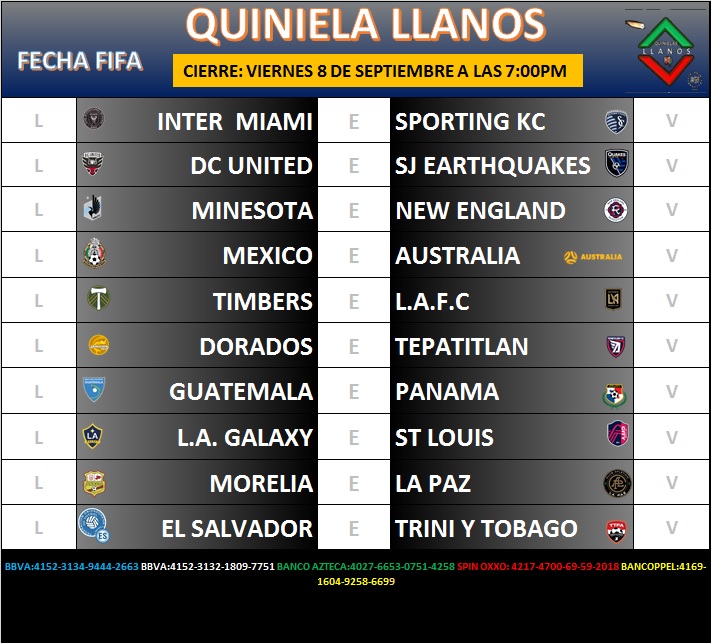 QUINIELA LLANOS
FECHA FIFA
CIERRE: VIERNES 8 DE SEPTIEMBRE A LAS 7:00PM
QUINIELA
LLANOS
L INTER MIAMI E SPORTING KC V
L DC UNITED E SJ EARTHQUAKES V
L MINESOTA E NEW ENGLAND V
L MEXICO E AUSTRALIA AUSTRALIA V
L TIMBERS E L.A.F.C V
L DORADOS E TEPATITLAN V
L GUATEMALA E PANAMA V
L L.A. GALAXY E ST LOUIS V
L MORELIA E LA PAZ V
L EL SALVADOR E TRINI Y TOBAGO V
BBVA:4152-3134-9444-2663 BBVA:4152-3132-1809-7751 BANCO AZTECA:4027-6653-0751-4258 SPIN OXXO: 4217-4700-69-59-2018 BANCOPPEL:4169-
1604-9258-6699